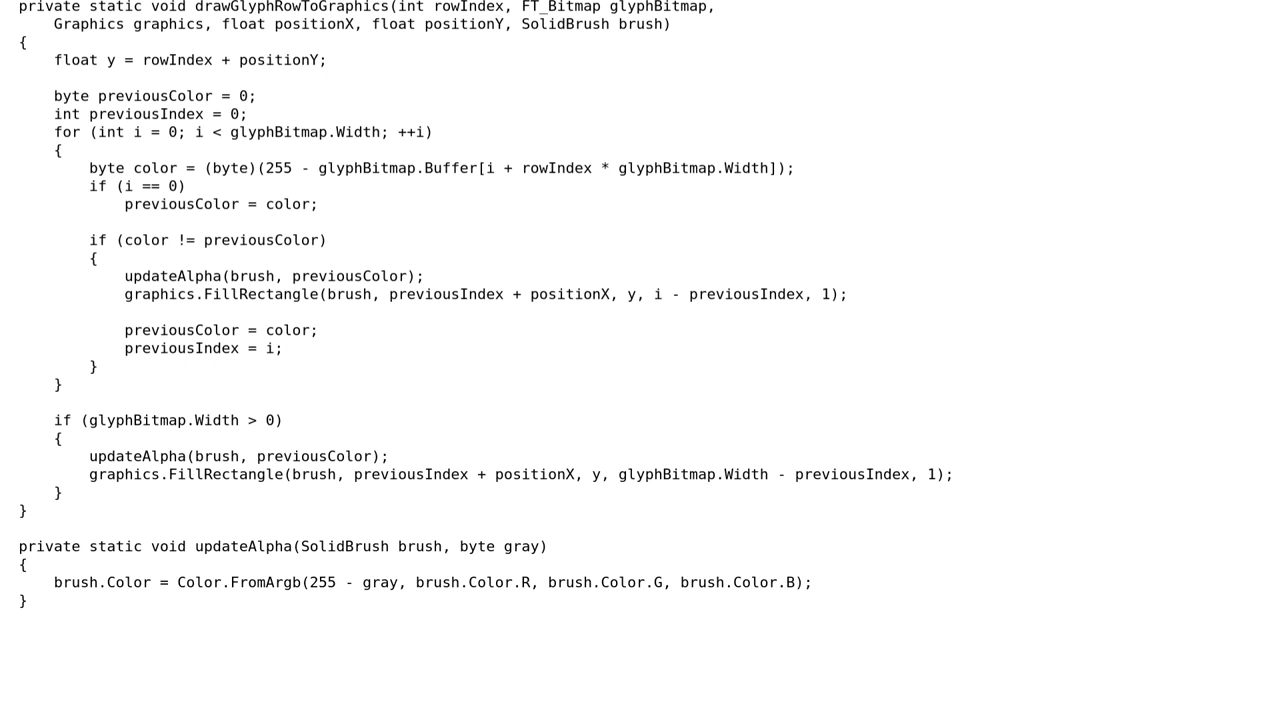 private static void drawGlyphRowToGraphics(int rowIndex, FT_Bitmap glyphBitmap,
    Graphics graphics, float positionX, float positionY, SolidBrush brush)
{
    float y = rowIndex + positionY;

    byte previousColor = 0;
    int previousIndex = 0;
    for (int i = 0; i < glyphBitmap.Width; ++i)
    {
        byte color = (byte)(255 - glyphBitmap.Buffer[i + rowIndex * glyphBitmap.Width]);
        if (i == 0)
            previousColor = color;

        if (color != previousColor)
        {
            updateAlpha(brush, previousColor);
            graphics.FillRectangle(brush, previousIndex + positionX, y, i - previousIndex, 1);

            previousColor = color;
            previousIndex = i;
        }
    }

    if (glyphBitmap.Width > 0)
    {
        updateAlpha(brush, previousColor);
        graphics.FillRectangle(brush, previousIndex + positionX, y, glyphBitmap.Width - previousIndex, 1);
    }
}

private static void updateAlpha(SolidBrush brush, byte gray)
{
    brush.Color = Color.FromArgb(255 - gray, brush.Color.R, brush.Color.G, brush.Color.B);
}